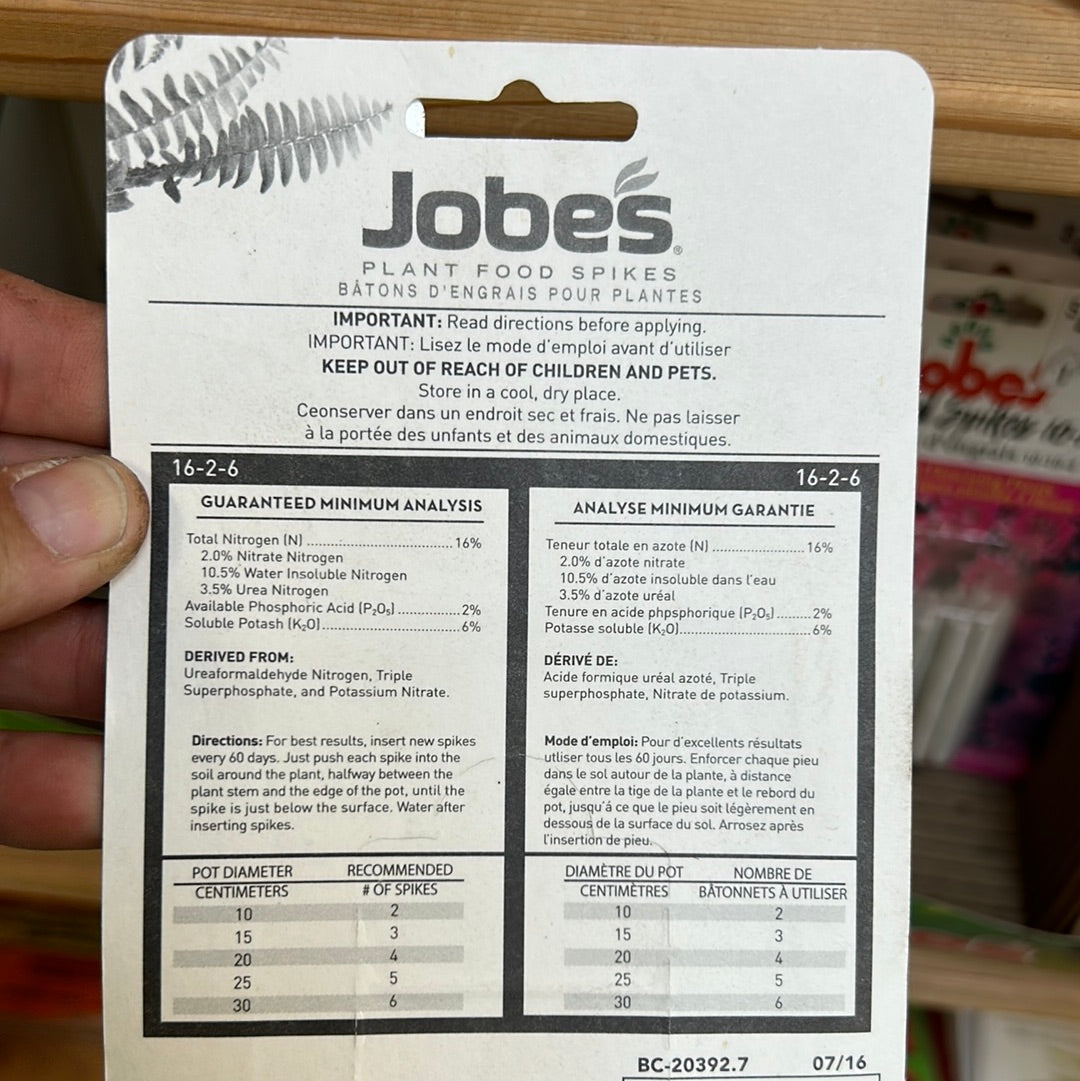 Jobe's®
PLANT FOOD SPIKES
BÂTONS D'ENGRAIS POUR PLANTES
IMPORTANT: Read directions before applying.
IMPORTANT: Lisez le mode d'emploi avant d'utiliser
KEEP OUT OF REACH OF CHILDREN AND PETS.
Store in a cool, dry place.
Ceonserver dans un endroit sec et frais. Ne pas laisser
à la portée des unfants et des animaux domestiques.
16-2-6
GUARANTEED MINIMUM ANALYSIS
Total Nitrogen (N) ................................16%
2.0% Nitrate Nitrogen
10.5% Water Insoluble Nitrogen
3.5% Urea Nitrogen
Available Phosphoric Acid (P₂O₅) .............2%
Soluble Potash (K₂O)..............................6%
DERIVED FROM:
Ureaformaldehyde Nitrogen, Triple
Superphosphate, and Potassium Nitrate.
Directions: For best results, insert new spikes
every 60 days. Just push each spike into the
soil around the plant, halfway between the
plant stem and the edge of the pot, until the
spike is just below the surface. Water after
inserting spikes.
POT DIAMETER RECOMMENDED
CENTIMETERS # OF SPIKES
10 2
15 3
20 4
25 5
30 6
16-2-6
ANALYSE MINIMUM GARANTIE
Teneur totale en azote (N) ....................16%
2.0% d'azote nitrate
10.5% d'azote insoluble dans l'eau
3.5% d'azote uréal
Tenure en acide phpsphorique (P₂O₅) ........2%
Potasse soluble (K₂O)............................6%
DÉRIVÉ DE:
Acide formique uréal azoté, Triple
superphosphate, Nitrate de potassium.
Mode d'emploi: Pour d'excellents résultats
utliser tous les 60 jours. Enforcer chaque pieu
dans le sol autour de la plante, à distance
égale entre la tige de la plante et le rebord du
pot, jusqu'á ce que le pieu soit légèrement en
dessous de la surface du sol. Arrosez après
l'insertion de pieu.
DIAMÈTRE DU POT NOMBRE DE
CENTIMÈTRES BÂTONNETS À UTILISER
10 2
15 3
20 4
25 5
30 6
BC-20392.7 07/16